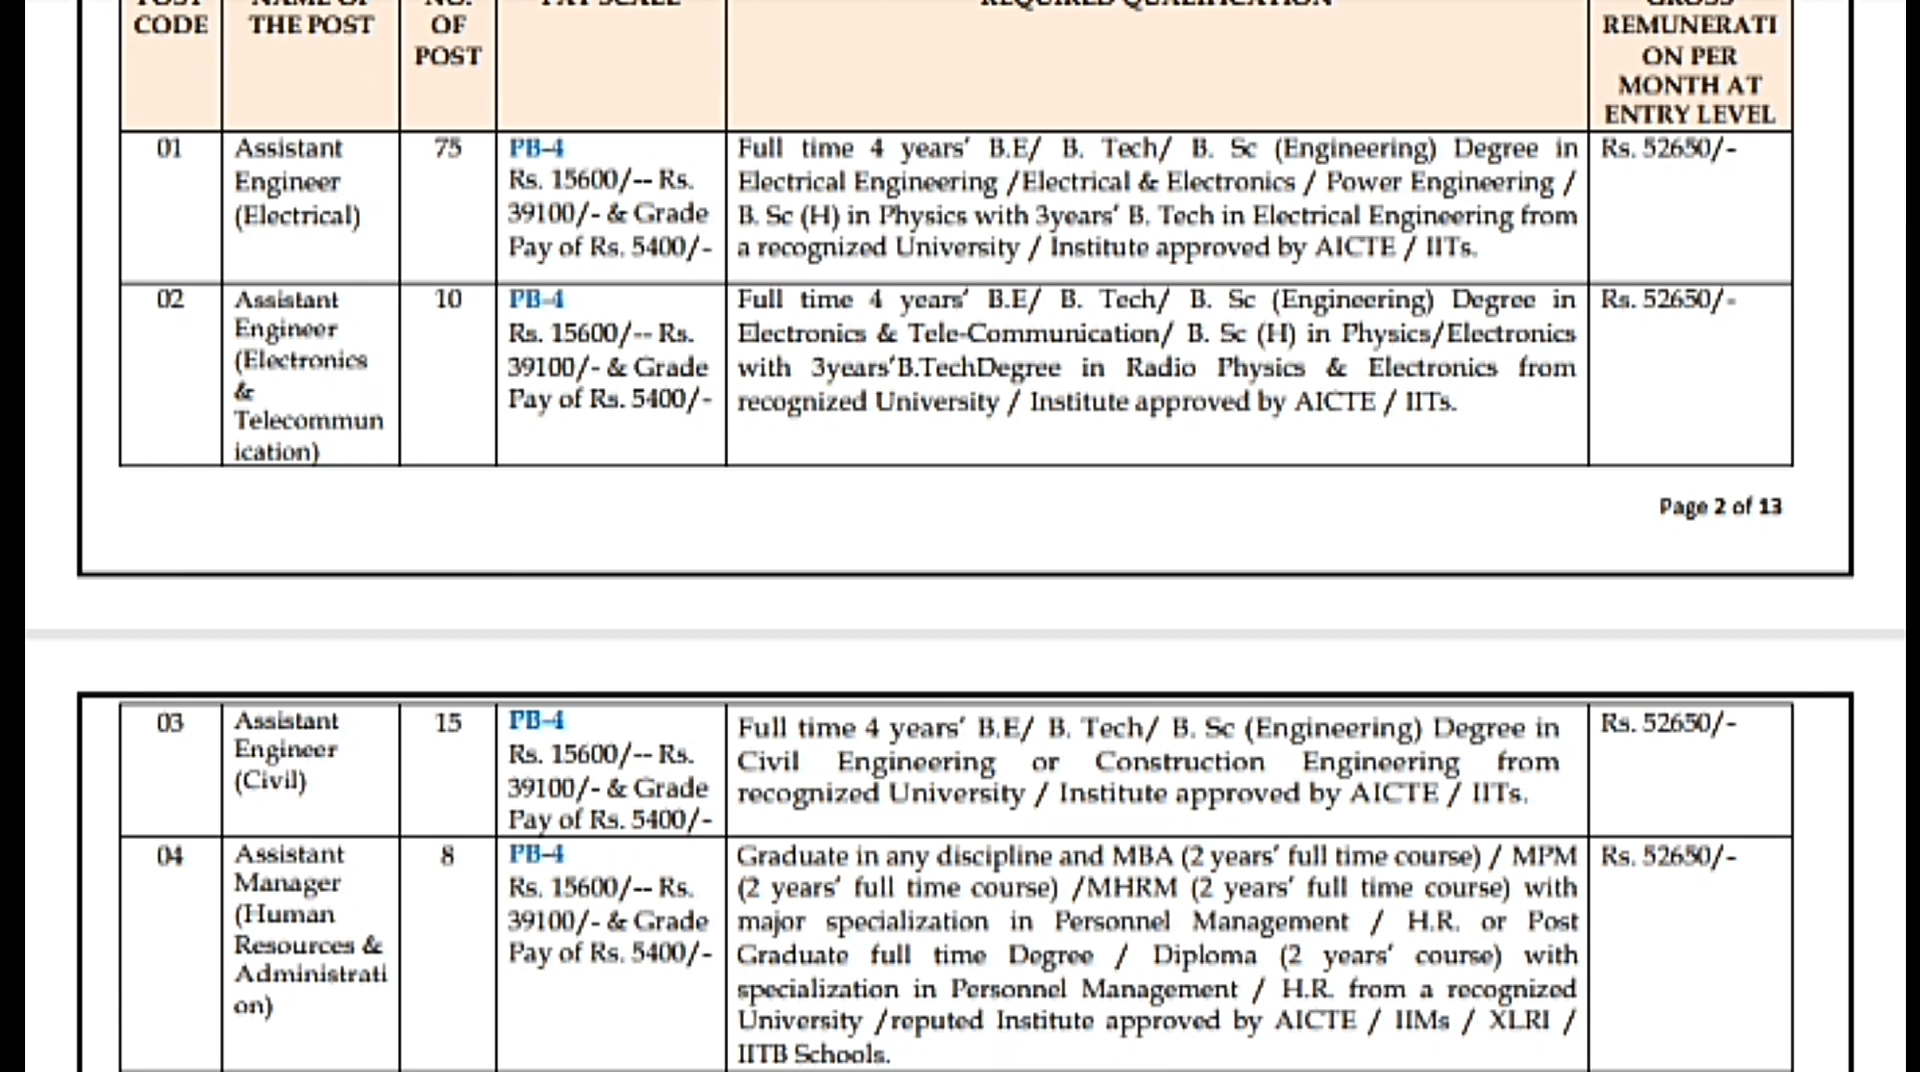 CODE
THE POST
OF
POST
REMUNERATI
ON PER
MONTH AT
ENTRY LEVEL
01
Assistant
Engineer
(Electrical)
75
PB-4
Rs. 15600/-- Rs.
39100/- & Grade
Pay of Rs. 5400/-
Full time 4 years' B.E/ B. Tech/ B. Sc (Engineering) Degree in
Electrical Engineering /Electrical & Electronics / Power Engineering /
B. Sc (H) in Physics with 3years' B. Tech in Electrical Engineering from
a recognized University / Institute approved by AICTE / IITs.
Rs. 52650/-
02
Assistant
Engineer
(Electronics
&
Telecommun
ication)
10
PB-4
Rs. 15600/-- Rs.
39100/- & Grade
Pay of Rs. 5400/-
Full time 4 years' B.E/ B. Tech/ B. Sc (Engineering) Degree in
Electronics & Tele-Communication/ B. Sc (H) in Physics/Electronics
with 3years'B.TechDegree in Radio Physics & Electronics from
recognized University / Institute approved by AICTE / IITs.
Rs. 52650/-
Page 2 of 13
03
Assistant
Engineer
(Civil)
15
PB-4
Rs. 15600/-- Rs.
39100/- & Grade
Pay of Rs. 5400/-
Full time 4 years' B.E/ B. Tech/ B. Sc (Engineering) Degree in
Civil Engineering or Construction Engineering from
recognized University / Institute approved by AICTE / IITs.
Rs. 52650/-
04
Assistant
Manager
(Human
Resources &
Administrati
on)
8
PB-4
Rs. 15600/-- Rs.
39100/- & Grade
Pay of Rs. 5400/-
Graduate in any discipline and MBA (2 years' full time course) / MPM
(2 years' full time course) /MHRM (2 years' full time course) with
major specialization in Personnel Management / H.R. or Post
Graduate full time Degree / Diploma (2 years' course) with
specialization in Personnel Management / H.R. from a recognized
University /reputed Institute approved by AICTE / IIMs / XLRI /
IITB Schools.
Rs. 52650/-